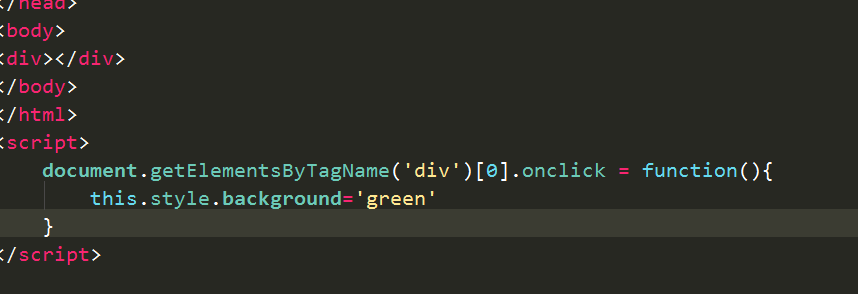 </head>
<body>
<div></div>
</body>
</html>
<script>
    document.getElementsByTagName('div')[0].onclick = function(){
        this.style.background='green'
    }
</script>